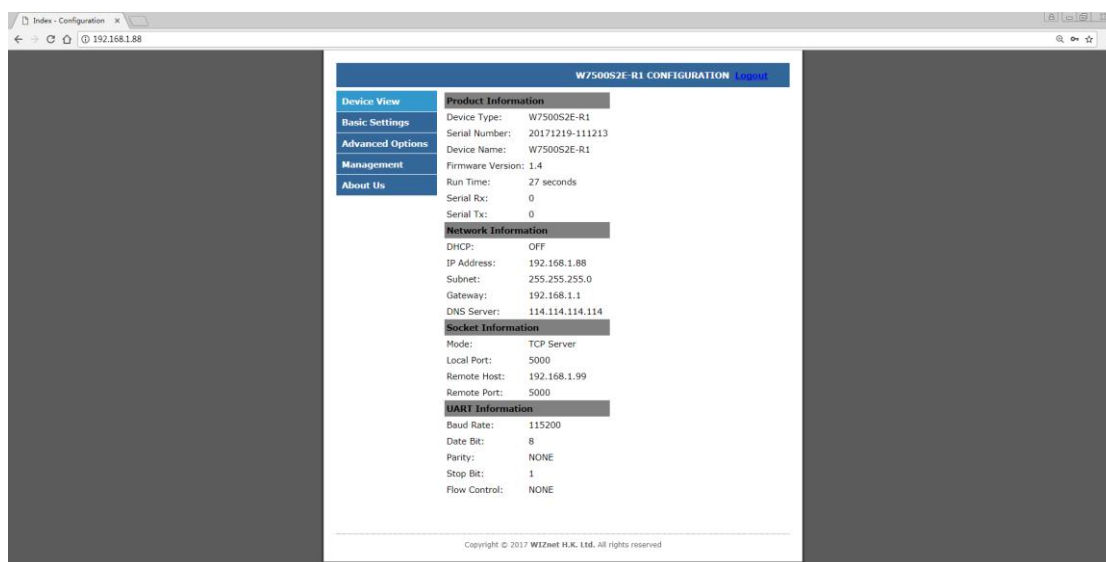 Index - Configuration
192.168.1.88
W7500S2E-R1 CONFIGURATION Logout
Device View
Basic Settings
Advanced Options
Management
About Us
Product Information
Device Type: W7500S2E-R1
Serial Number: 20171219-111213
Device Name: W7500S2E-R1
Firmware Version: 1.4
Run Time: 27 seconds
Serial Rx: 0
Serial Tx: 0
Network Information
DHCP: OFF
IP Address: 192.168.1.88
Subnet: 255.255.255.0
Gateway: 192.168.1.1
DNS Server: 114.114.114.114
Socket Information
Mode: TCP Server
Local Port: 5000
Remote Host: 192.168.1.99
Remote Port: 5000
UART Information
Baud Rate: 115200
Date Bit: 8
Parity: NONE
Stop Bit: 1
Flow Control: NONE
Copyright © 2017 WIZnet H.K. Ltd. All rights reserved